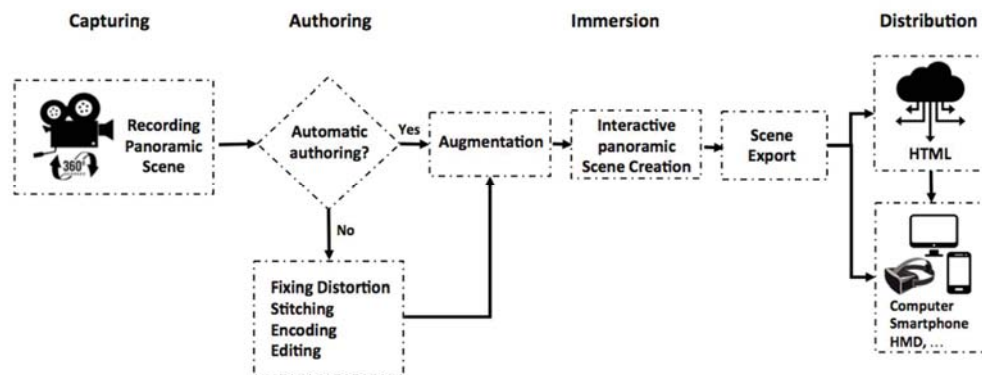 Capturing
Authoring
Immersion
Distribution
Recording
Panoramic
Scene
360°
Automatic
authoring?
Yes
No
Fixing Distortion
Stitching
Encoding
Editing
Augmentation
Interactive
panoramic
Scene Creation
Scene
Export
HTML
Computer
Smartphone
HMD, ...